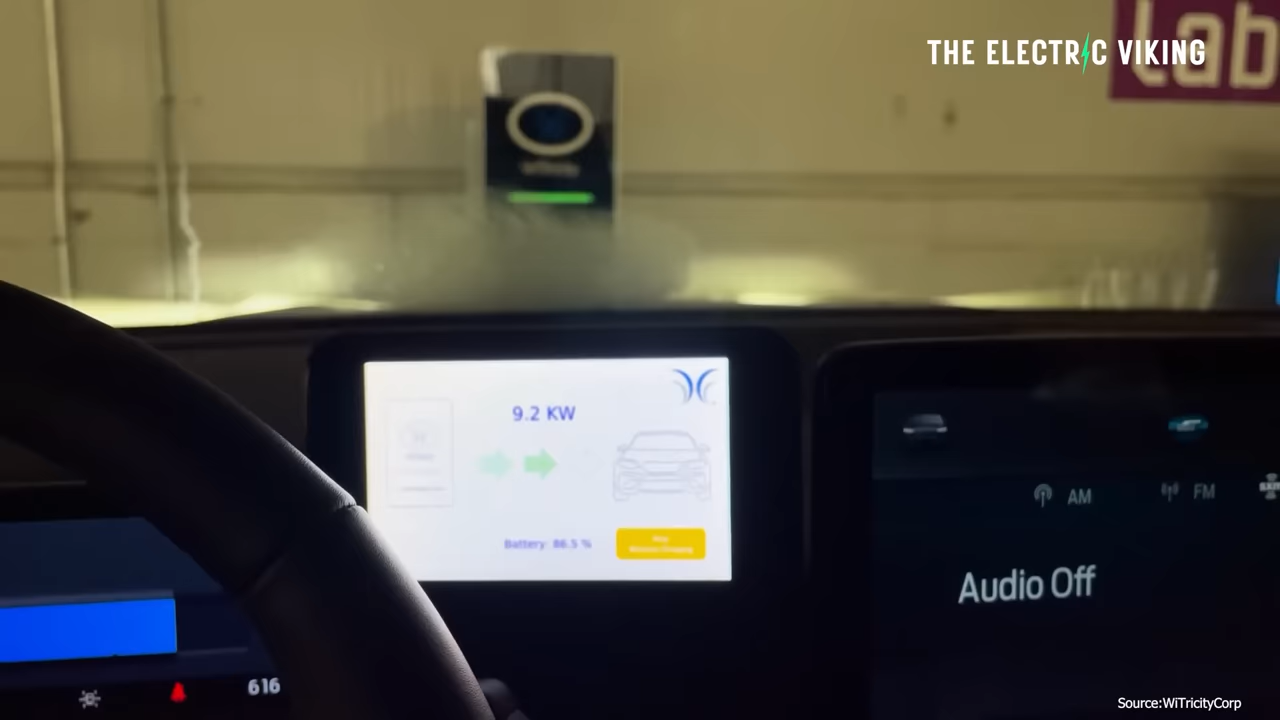 Lab
THE ELECTRIC VIKING
9.2 KW
Battery: 86.5 %
AM
FM
Audio Off
616
Source:WiTricityCorp